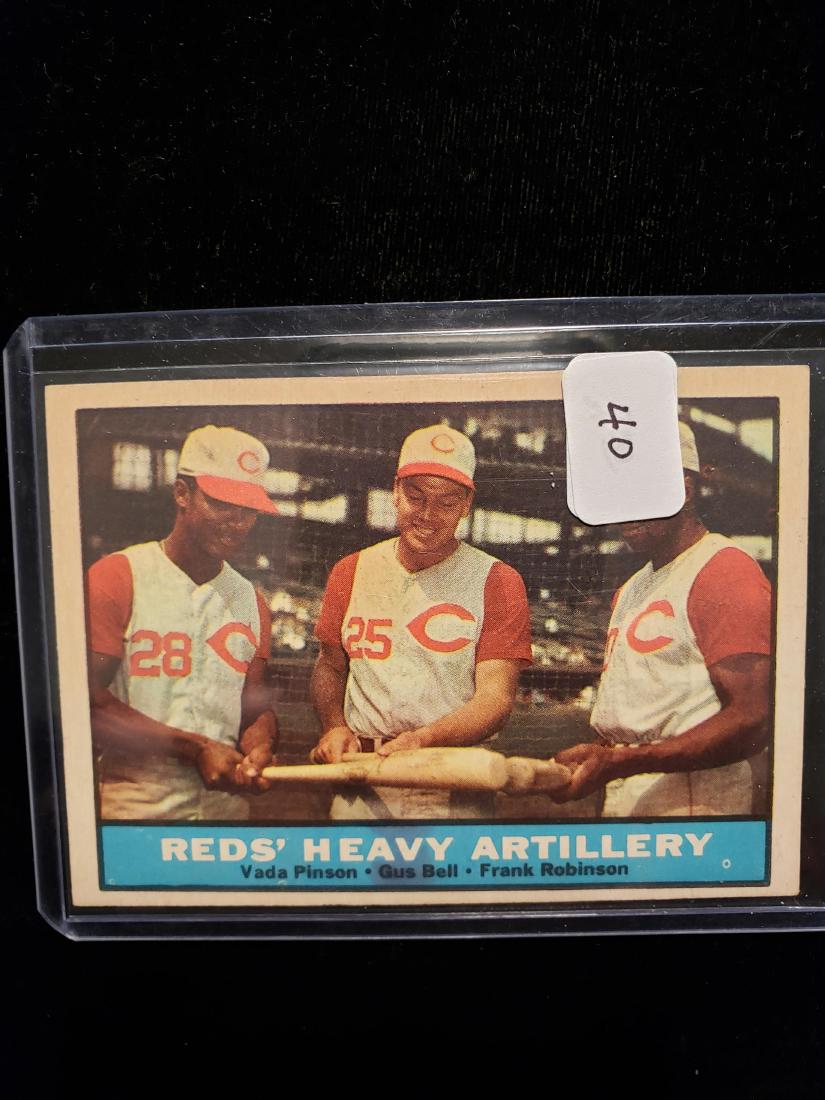 40
C
C
28 C
25 C
C
REDS' HEAVY ARTILLERY
Vada Pinson • Gus Bell • Frank Robinson